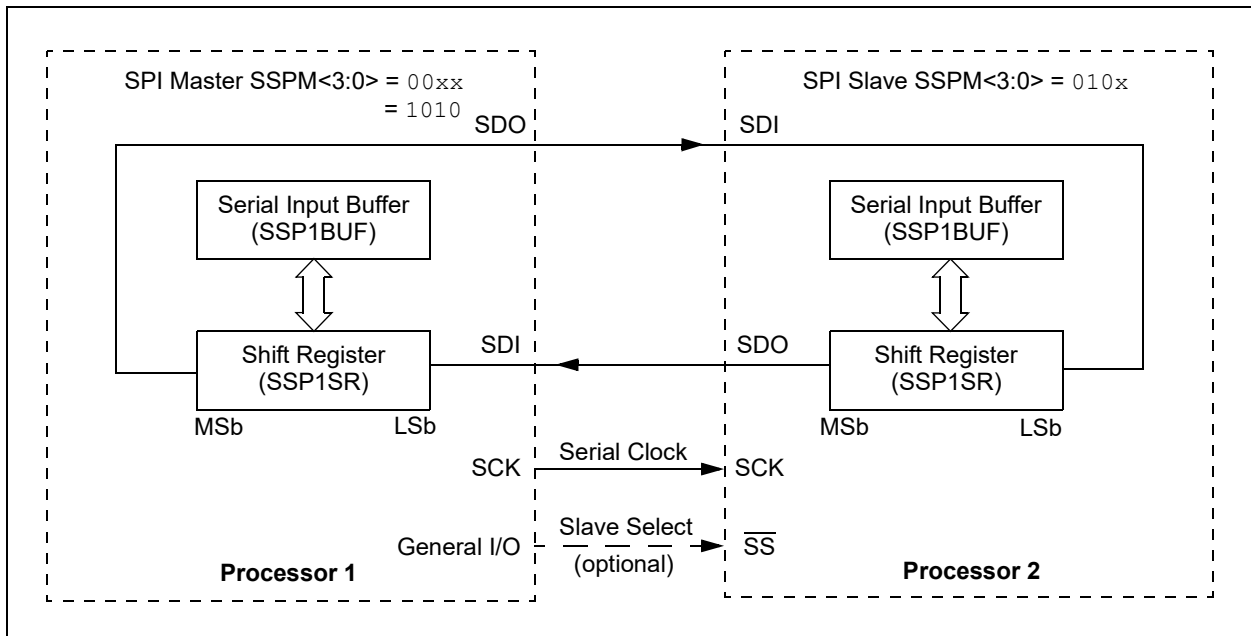 SPI Master SSPM<3:0> = 00xx
= 1010
SDO
Serial Input Buffer
(SSP1BUF)
Shift Register
(SSP1SR)
MSb
LSb
SDI
SCK
General I/O
Processor 1
Serial Clock
Slave Select
(optional)
SPI Slave SSPM<3:0> = 010x
SDI
Serial Input Buffer
(SSP1BUF)
SDO
Shift Register
(SSP1SR)
MSb
LSb
SCK
SS
Processor 2